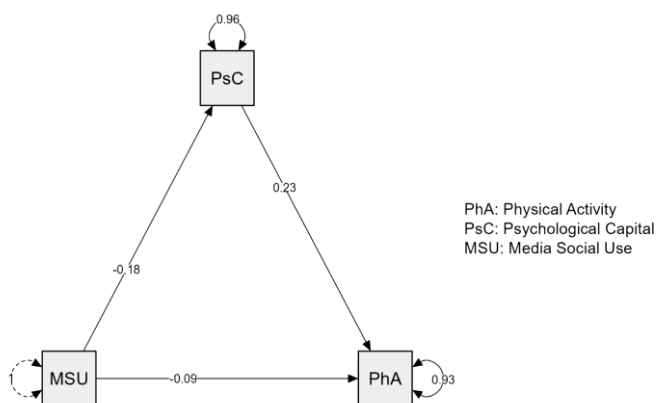 0.96
PsC
0.23
PhA: Physical Activity
PsC: Psychological Capital
MSU: Media Social Use
-0.18
1
MSU
-0.09
PhA
0.93